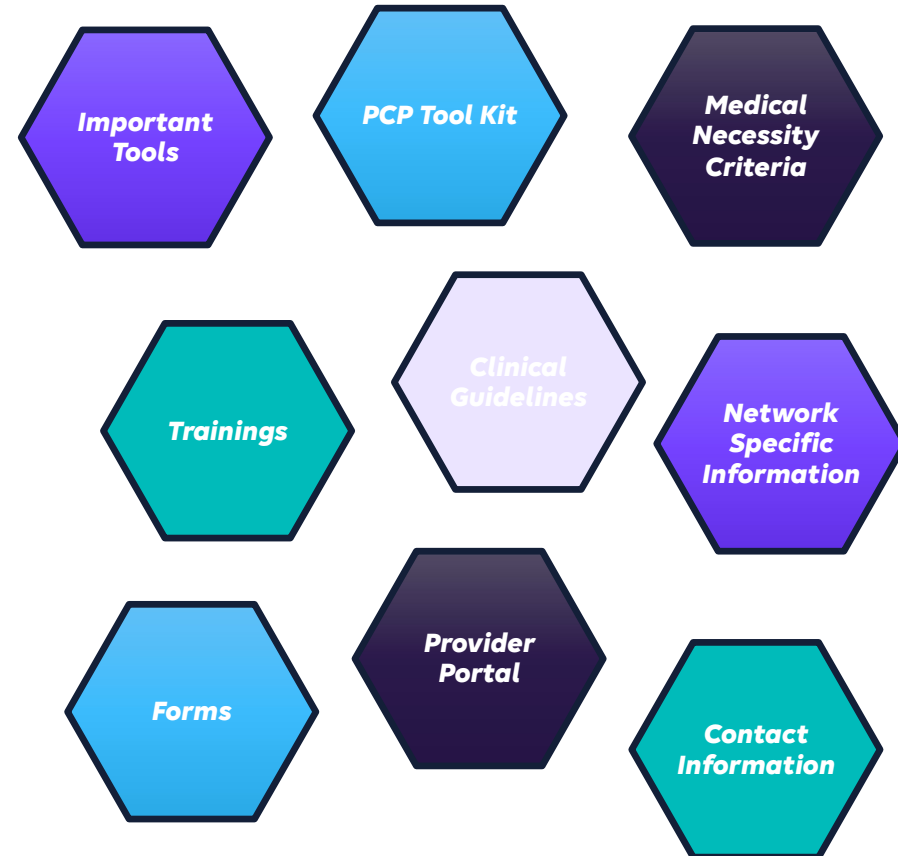 Important
Tools
PCP Tool Kit
Medical
Necessity
Criteria
Trainings
Clinical
Guidelines
Network
Specific
Information
Forms
Provider
Portal
Contact
Information